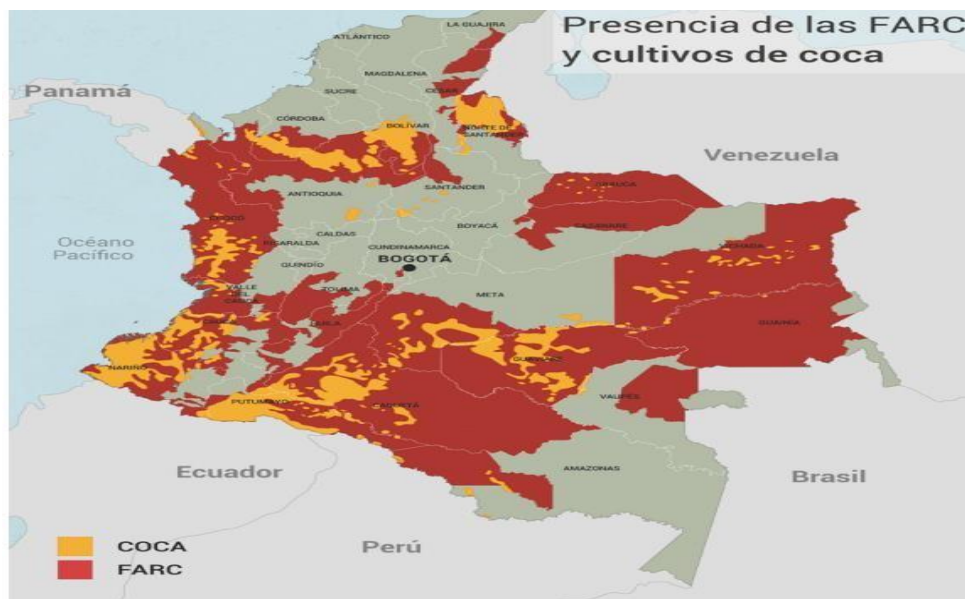 Presencia de las FARC
y cultivos de coca
LA GUAJIRA
ATLÁNTICO
MAGDALENA
CESAR
SUCRE
Panamá
CÓRDOBA
BOLÍVAR
NORTE DE
SANTANDER
Venezuela
ANTIOQUIA
SANTANDER
ARAUCA
CHOCÓ
BOYACÁ
CASANARE
CALDAS
RISARALDA
CUNDINAMARCA
VICHADA
Océano
Pacífico
BOGOTÁ
QUINDÍO
VALLE
DEL
CAUCA
TOLIMA
META
GUAINÍA
CAUCA
HUILA
GUAVIARE
NARIÑO
PUTUMAYO
CAQUETÁ
VAUPÉS
Ecuador
AMAZONAS
Brasil
COCA
Perú
FARC